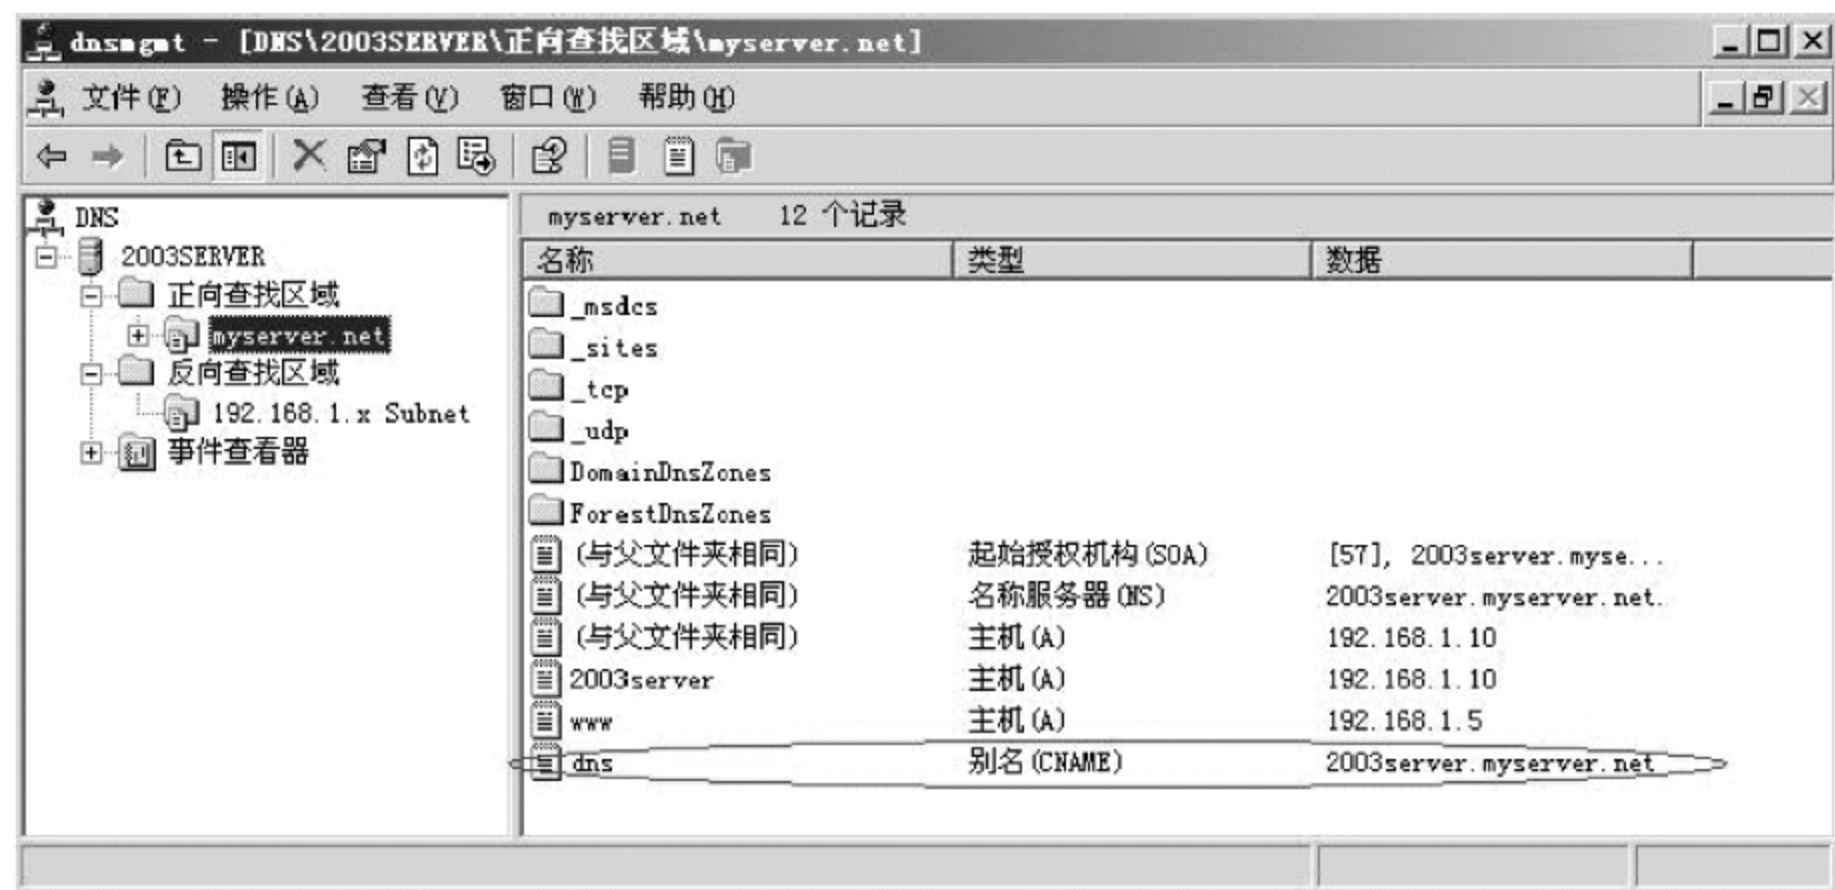 dnsmgmt - [DNS\2003SERVER\正向查找区域\myserver.net]
文件(F) 操作(A) 查看(V) 窗口(W) 帮助(H)
DNS
2003SERVER
正向查找区域
myserver.net
反向查找区域
192.168.1.x Subnet
事件查看器
myserver.net 12 个记录
名称 类型 数据
_msdcs
_sites
_tcp
_udp
DomainDnsZones
ForestDnsZones
(与父文件夹相同) 起始授权机构(SOA) [57], 2003server.myse...
(与父文件夹相同) 名称服务器(NS) 2003server.myserver.net.
(与父文件夹相同) 主机(A) 192.168.1.10
2003server 主机(A) 192.168.1.10
www 主机(A) 192.168.1.5
dns 别名(CNAME) 2003server.myserver.net